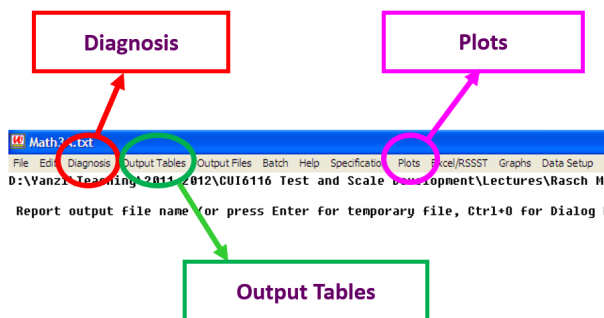 Diagnosis
Plots
Math3A.txt
File Edit Diagnosis Output Tables Output Files Batch Help Specification Plots Excel/RSSST Graphs Data Setup
D:\Yanzi\Teaching\2011-2012\CUI6116 Test and Scale Development\Lectures\Rasch M
Report output file name (or press Enter for temporary file, Ctrl+O for Dialog
Output Tables